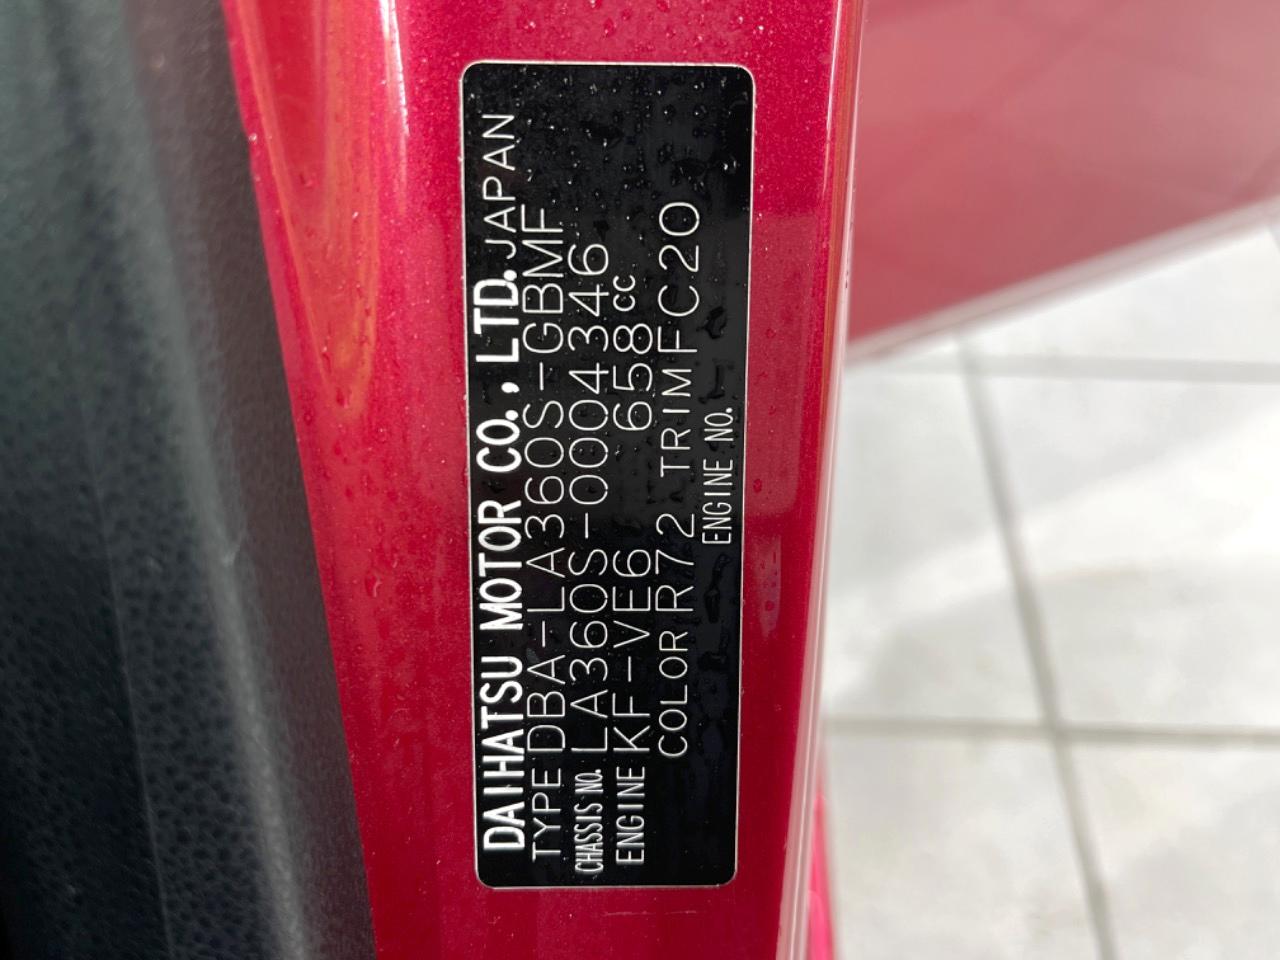 DAIHATSU MOTOR CO., LTD. JAPAN
TYPE DBA-LA360S-GBMF
CHASSIS NO. LA360S-0004346
ENGINE KF-VE6 658CC
COLOR R72 TRIM FC20
ENGINE NO.